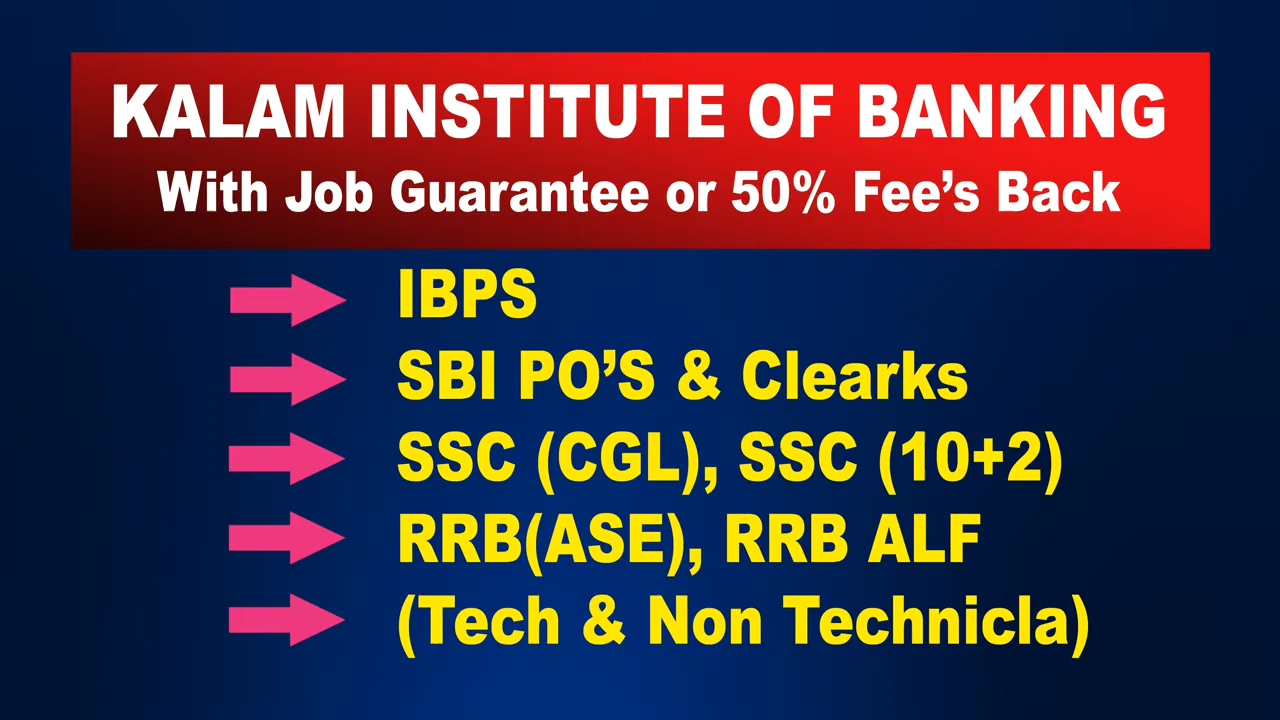 KALAM INSTITUTE OF BANKING
With Job Guarantee or 50% Fee's Back
IBPS
SBI PO'S & Clearks
SSC (CGL), SSC (10+2)
RRB(ASE), RRB ALF
(Tech & Non Technicla)